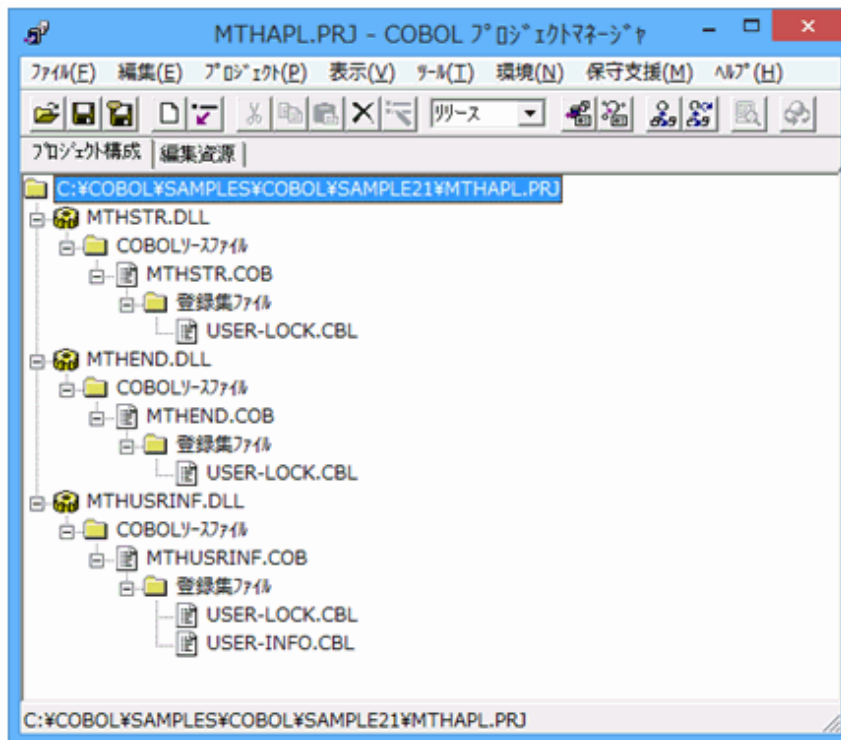 MTHAPL.PRJ - COBOL ﾌﾟﾛｼﾞｪｸﾄﾏﾈｰｼﾞｬ
ﾌｧｲﾙ(F) 編集(E) ﾌﾟﾛｼﾞｪｸﾄ(P) 表示(V) ﾂｰﾙ(T) 環境(N) 保守支援(M) ﾍﾙﾌﾟ(H)
ﾘﾘｰｽ
ﾌﾟﾛｼﾞｪｸﾄ構成 編集資源
C:¥COBOL¥SAMPLES¥COBOL¥SAMPLE21¥MTHAPL.PRJ
MTHSTR.DLL
COBOLｿｰｽﾌｧｲﾙ
MTHSTR.COB
登録集ﾌｧｲﾙ
USER-LOCK.CBL
MTHEND.DLL
COBOLｿｰｽﾌｧｲﾙ
MTHEND.COB
登録集ﾌｧｲﾙ
USER-LOCK.CBL
MTHUSRINF.DLL
COBOLｿｰｽﾌｧｲﾙ
MTHUSRINF.COB
登録集ﾌｧｲﾙ
USER-LOCK.CBL
USER-INFO.CBL
C:¥COBOL¥SAMPLES¥COBOL¥SAMPLE21¥MTHAPL.PRJ